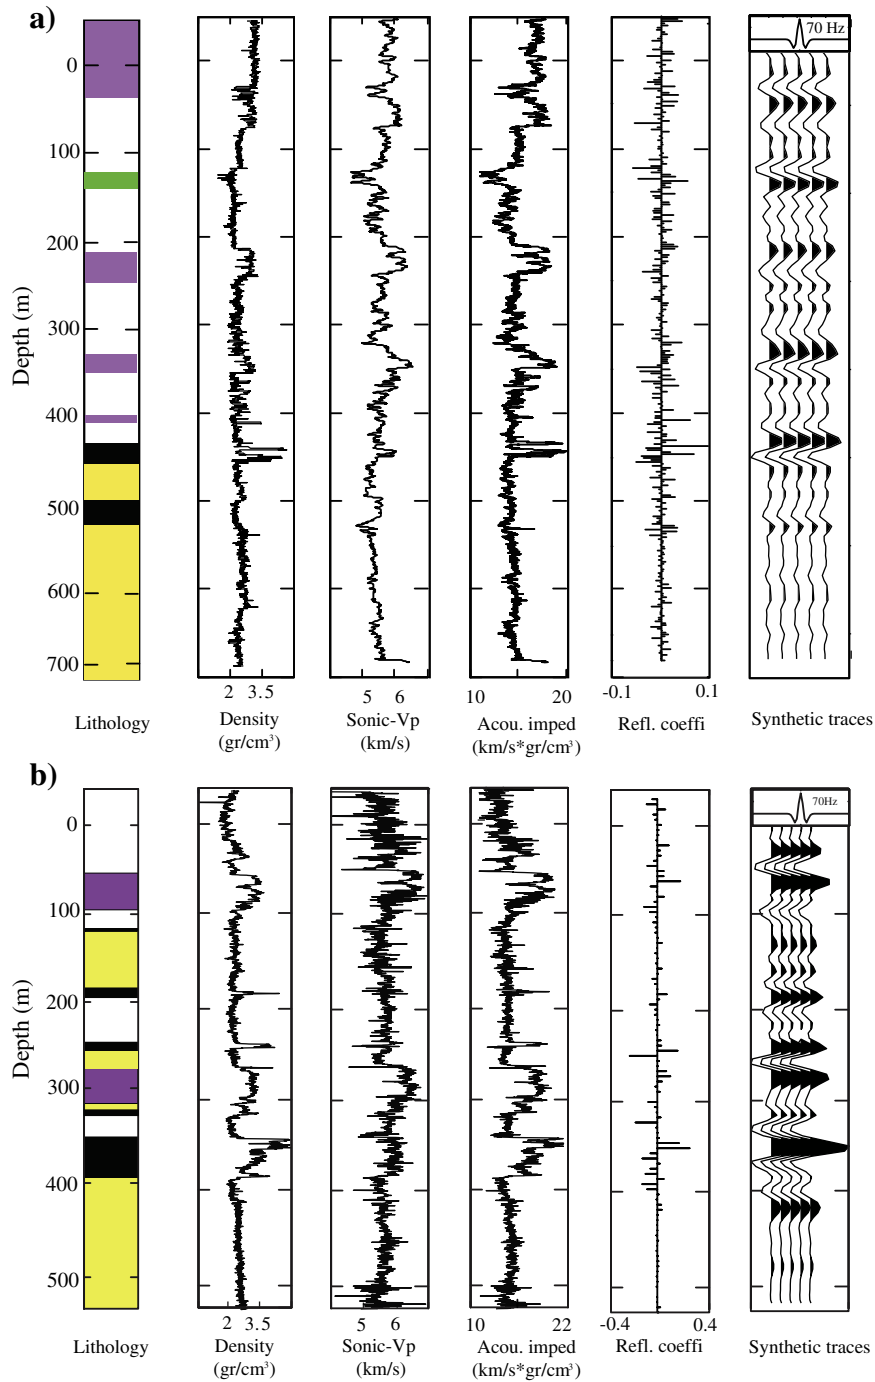 a)
70 Hz
0
100
200
300
400
500
600
700
Depth (m)
2 3.5
5 6
10 20
-0.1 0.1
Lithology
Density
(gr/cm³)
Sonic-Vp
(km/s)
Acou. imped
(km/s*gr/cm³)
Refl. coeffi
Synthetic traces
b)
70Hz
0
100
200
300
400
500
Depth (m)
2 3.5
5 6
10 22
-0.4 0.4
Lithology
Density
(gr/cm³)
Sonic-Vp
(km/s)
Acou. imped
(km/s*gr/cm³)
Refl. coeffi
Synthetic traces